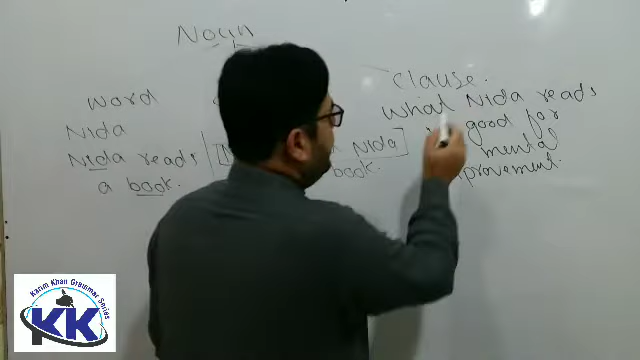 Noun
word
Nida
Nida reads
a book.
Nida]
book.
Clause.
What Nida reads
good for
mental
Karim Khan Grammar Series
KK